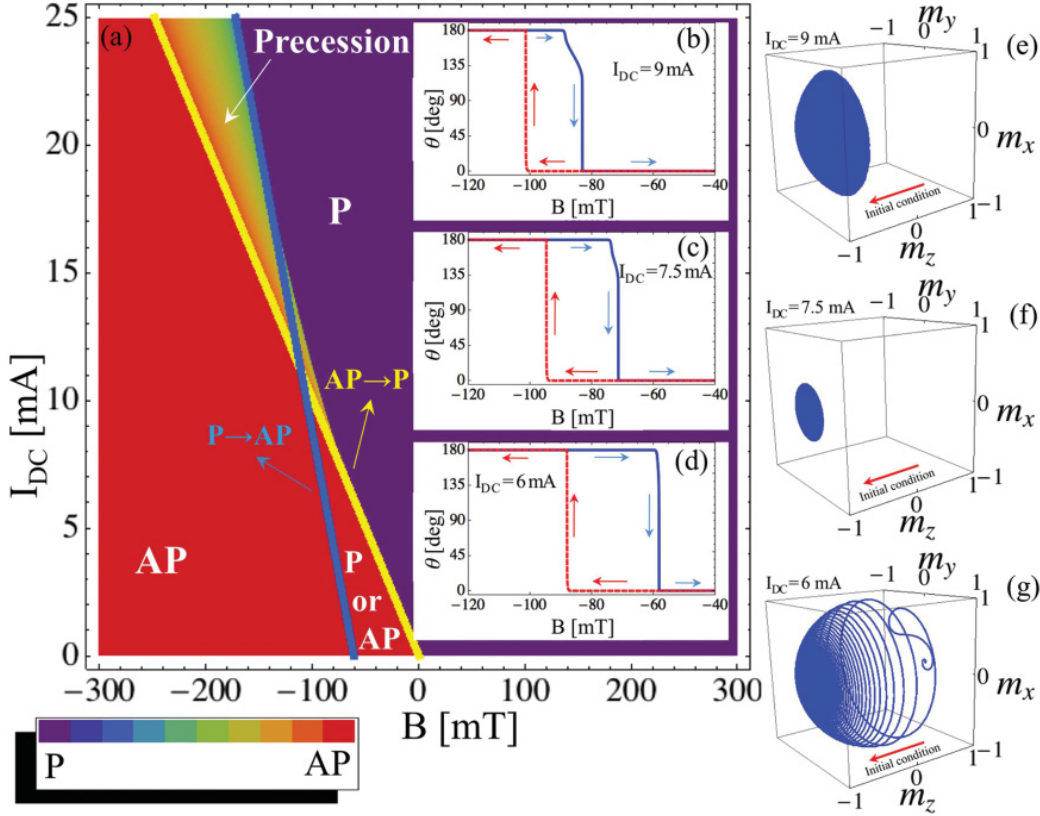 (a)
Precession
P
AP→P
P→AP
AP
P
or
AP
I_DC [mA]
25
20
15
10
5
0
−300
−200
−100
0
100
200
300
B [mT]
P
AP
(b)
I_DC = 9 mA
θ [deg]
180
135
90
45
0
−120
−100
−80
−60
−40
B [mT]
(c)
I_DC = 7.5 mA
θ [deg]
180
135
90
45
0
−120
−100
−80
−60
−40
B [mT]
(d)
I_DC = 6 mA
θ [deg]
180
135
90
45
0
−120
−100
−80
−60
−40
B [mT]
(e)
I_DC = 9 mA
−1
0
1
m_y
1
0
−1
m_x
Initial condition
−1
0
1
m_z
(f)
I_DC = 7.5 mA
−1
0
1
m_y
1
0
−1
m_x
Initial condition
−1
0
1
m_z
(g)
I_DC = 6 mA
−1
0
1
m_y
1
0
−1
m_x
Initial condition
−1
0
1
m_z